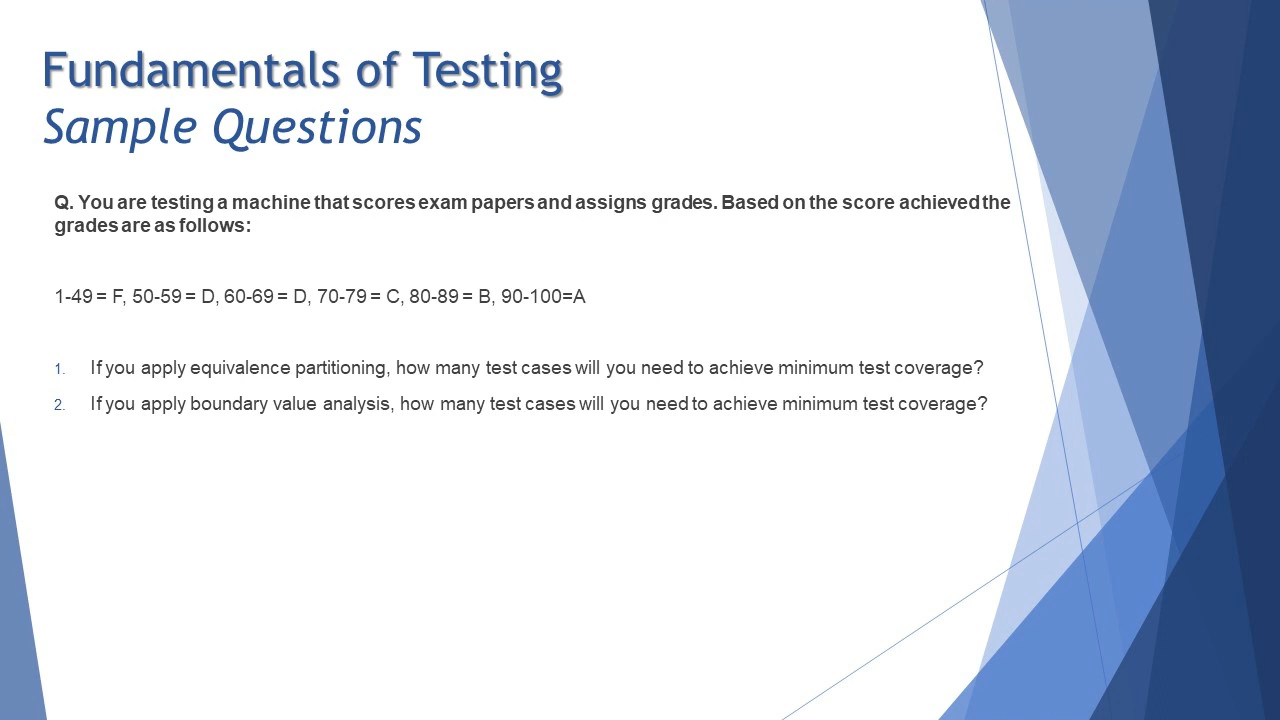 Fundamentals of Testing
Sample Questions
Q. You are testing a machine that scores exam papers and assigns grades. Based on the score achieved the
grades are as follows:
1-49 = F, 50-59 = D, 60-69 = D, 70-79 = C, 80-89 = B, 90-100=A
1. If you apply equivalence partitioning, how many test cases will you need to achieve minimum test coverage?
2. If you apply boundary value analysis, how many test cases will you need to achieve minimum test coverage?